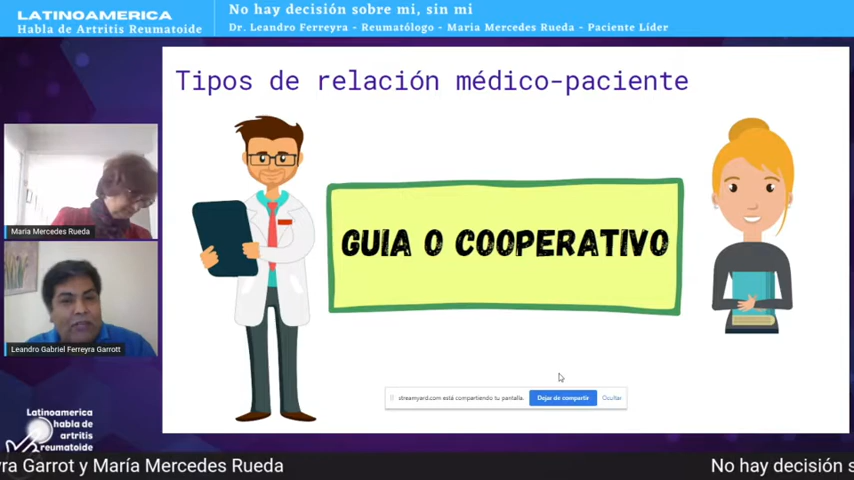 LATINOAMERICA
Habla de Artritis Reumatoide
No hay decisión sobre mi, sin mi
Dr. Leandro Ferreyra - Reumatólogo - Maria Mercedes Rueda - Paciente Líder
Tipos de relación médico-paciente
GUIA O COOPERATIVO
Maria Mercedes Rueda
Leandro Gabriel Ferreyra Garrott
streamyard.com está compartiendo tu pantalla.
Dejar de compartir
Ocultar
Latinoamerica
habla de
artritis
reumatoide
yra Garrot y María Mercedes Rueda
No hay decisión s